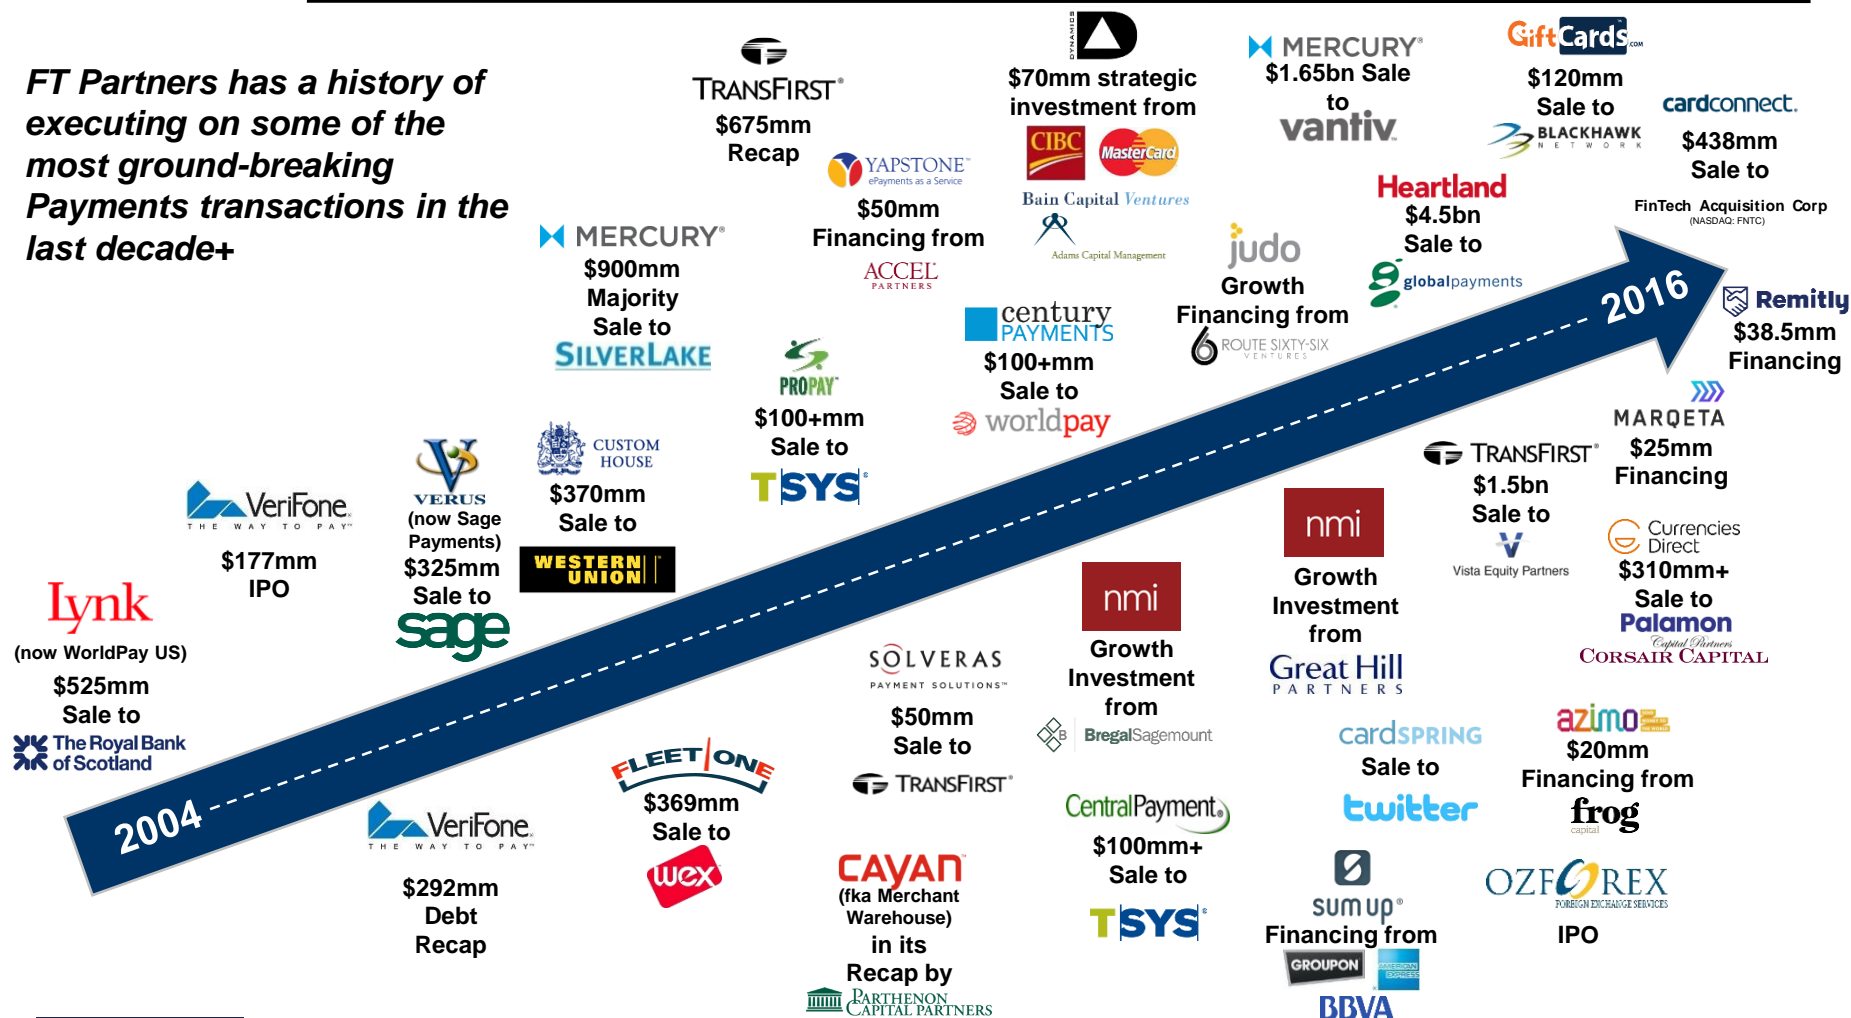 FT Partners has a history of
executing on some of the
most ground-breaking
Payments transactions in the
last decade+
Lynk
(now WorldPay US)
$525mm
Sale to
The Royal Bank
of Scotland
VeriFone
THE WAY TO PAY™
$177mm
IPO
VeriFone
THE WAY TO PAY™
$292mm
Debt
Recap
VERUS
(now Sage
Payments)
$325mm
Sale to
sage
CUSTOM
HOUSE
$370mm
Sale to
WESTERN
UNION
MERCURY®
$900mm
Majority
Sale to
SILVERLAKE
FLEET ONE
$369mm
Sale to
wex
TRANSFIRST®
$675mm
Recap
PROPAY™
$100+mm
Sale to
TSYS®
YAPSTONE™
ePayments as a Service
$50mm
Financing from
ACCEL®
PARTNERS
SOLVERAS
PAYMENT SOLUTIONS™
$50mm
Sale to
TRANSFIRST®
CAYAN™
(fka Merchant
Warehouse)
in its
Recap by
PARTHENON
CAPITAL PARTNERS
DYNAMICS
$70mm strategic
investment from
CIBC
MasterCard
Bain Capital Ventures
Adams Capital Management
century
PAYMENTS
$100+mm
Sale to
worldpay
nmi
Growth
Investment
from
B BregalSagemount
CentralPayment®
$100mm+
Sale to
TSYS®
MERCURY®
$1.65bn Sale
to
vantiv
judo
Growth
Financing from
6 ROUTE SIXTY-SIX
VENTURES
nmi
Growth
Investment
from
Great Hill
PARTNERS
cardSPRING
Sale to
twitter
sumup®
Financing from
GROUPON
AMERICAN
EXPRESS
BBVA
Heartland
$4.5bn
Sale to
globalpayments
GiftCards.COM
$120mm
Sale to
BLACKHAWK
NETWORK
cardconnect.
$438mm
Sale to
FinTech Acquisition Corp
(NASDAQ: FNTC)
TRANSFIRST®
$1.5bn
Sale to
Vista Equity Partners
Remitly
$38.5mm
Financing
MARQETA
$25mm
Financing
Currencies
Direct
$310mm+
Sale to
Palamon
Capital Partners
CORSAIR CAPITAL
azimo
$20mm
Financing from
frog
capital
OZFOREX
FOREIGN EXCHANGE SERVICES
IPO
2004
2016